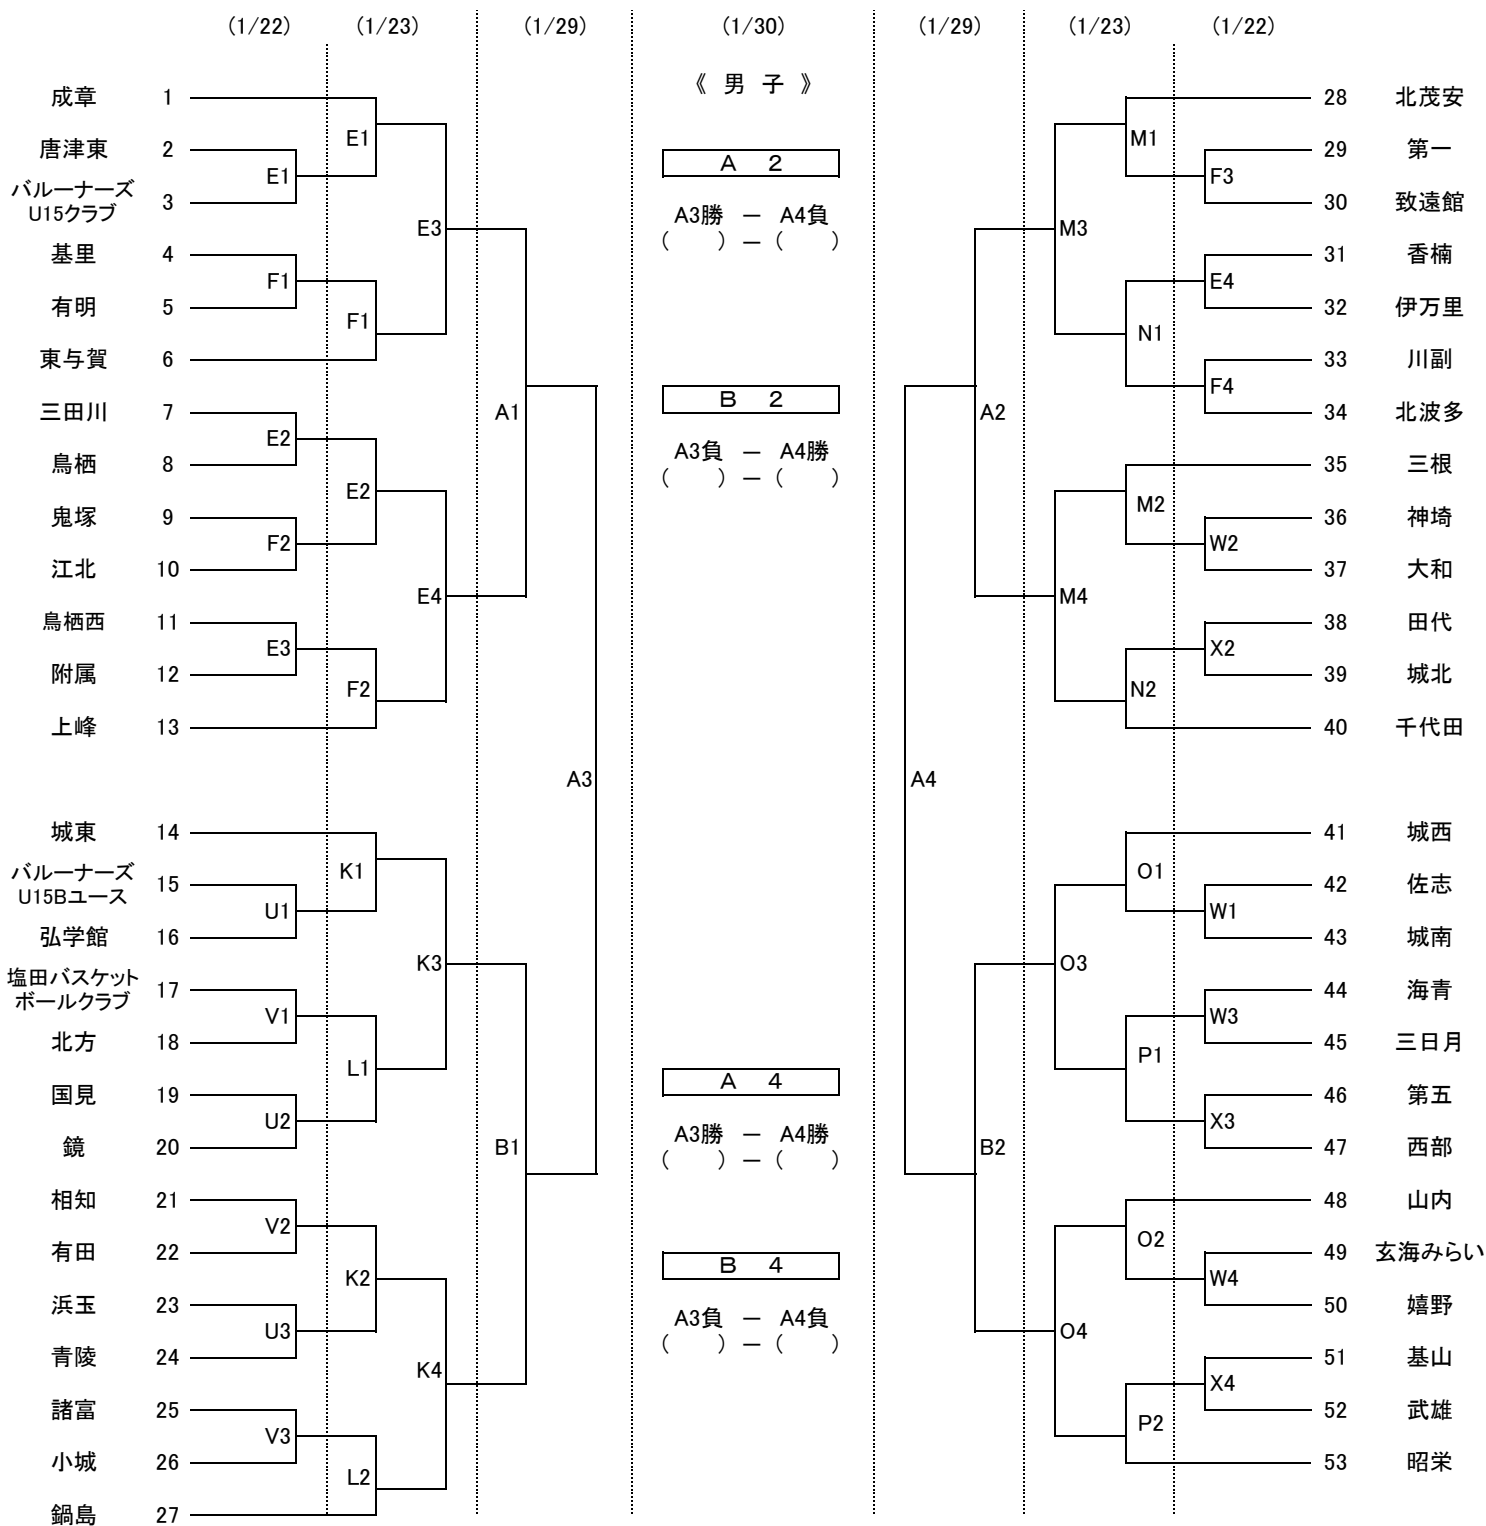 (1/22) (1/23) (1/29) (1/30) (1/29) (1/23) (1/22)
《 男 子 》
成章 1
唐津東 2
バルーナーズ
U15クラブ 3
基里 4
有明 5
東与賀 6
三田川 7
鳥栖 8
鬼塚 9
江北 10
鳥栖西 11
附属 12
上峰 13
城東 14
バルーナーズ
U15Bユース 15
弘学館 16
塩田バスケット
ボールクラブ 17
北方 18
国見 19
鏡 20
相知 21
有田 22
浜玉 23
青陵 24
諸富 25
小城 26
鍋島 27
E1
F1
E2
F2
E3
U1
V1
U2
V2
U3
V3
E1
F1
E2
F2
K1
L1
K2
L2
E3
E4
K3
K4
A1
B1
A3
A 2
A3勝 － A4負
( ) － ( )
B 2
A3負 － A4勝
( ) － ( )
A 4
A3勝 － A4勝
( ) － ( )
B 4
A3負 － A4負
( ) － ( )
A4
A2
B2
M3
M4
O3
O4
M1
N1
M2
N2
O1
P1
O2
P2
F3
E4
F4
W2
X2
W1
W3
X3
W4
X4
28 北茂安
29 第一
30 致遠館
31 香楠
32 伊万里
33 川副
34 北波多
35 三根
36 神埼
37 大和
38 田代
39 城北
40 千代田
41 城西
42 佐志
43 城南
44 海青
45 三日月
46 第五
47 西部
48 山内
49 玄海みらい
50 嬉野
51 基山
52 武雄
53 昭栄